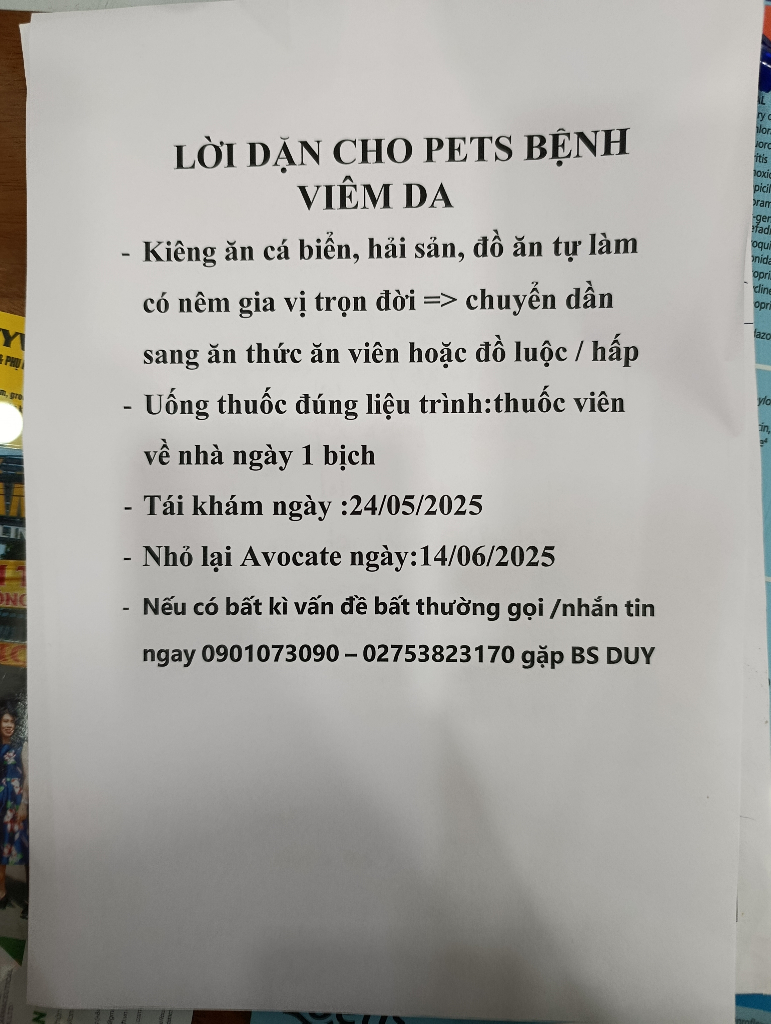 LỜI DẶN CHO PETS BỆNH
VIÊM DA
- Kiêng ăn cá biển, hải sản, đồ ăn tự làm
có nêm gia vị trọn đời => chuyển dần
sang ăn thức ăn viên hoặc đồ luộc / hấp
- Uống thuốc đúng liệu trình:thuốc viên
về nhà ngày 1 bịch
- Tái khám ngày :24/05/2025
- Nhỏ lại Avocate ngày:14/06/2025
- Nếu có bất kì vấn đề bất thường gọi /nhắn tin
ngay 0901073090 – 02753823170 gặp BS DUY